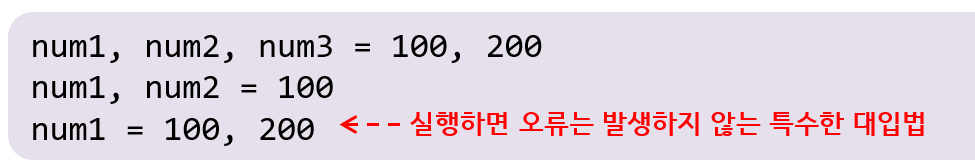 num1, num2, num3 = 100, 200
num1, num2 = 100
num1 = 100, 200 <-- 실행하면 오류는 발생하지 않는 특수한 대입법